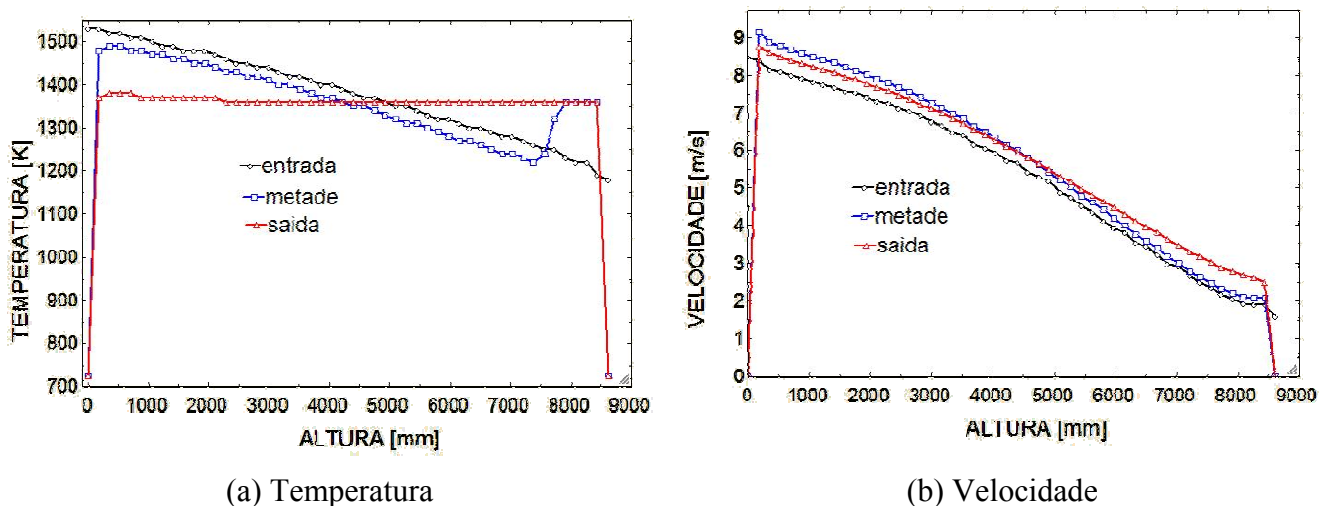 TEMPERATURA [K]
1500
1400
1300
1200
1100
1000
900
800
700
entrada
metade
saida
0 1000 2000 3000 4000 5000 6000 7000 8000 9000
ALTURA [mm]
(a) Temperatura
VELOCIDADE [m/s]
9
8
7
6
5
4
3
2
1
0
entrada
metade
saida
0 1000 2000 3000 4000 5000 6000 7000 8000 9000
ALTURA [mm]
(b) Velocidade